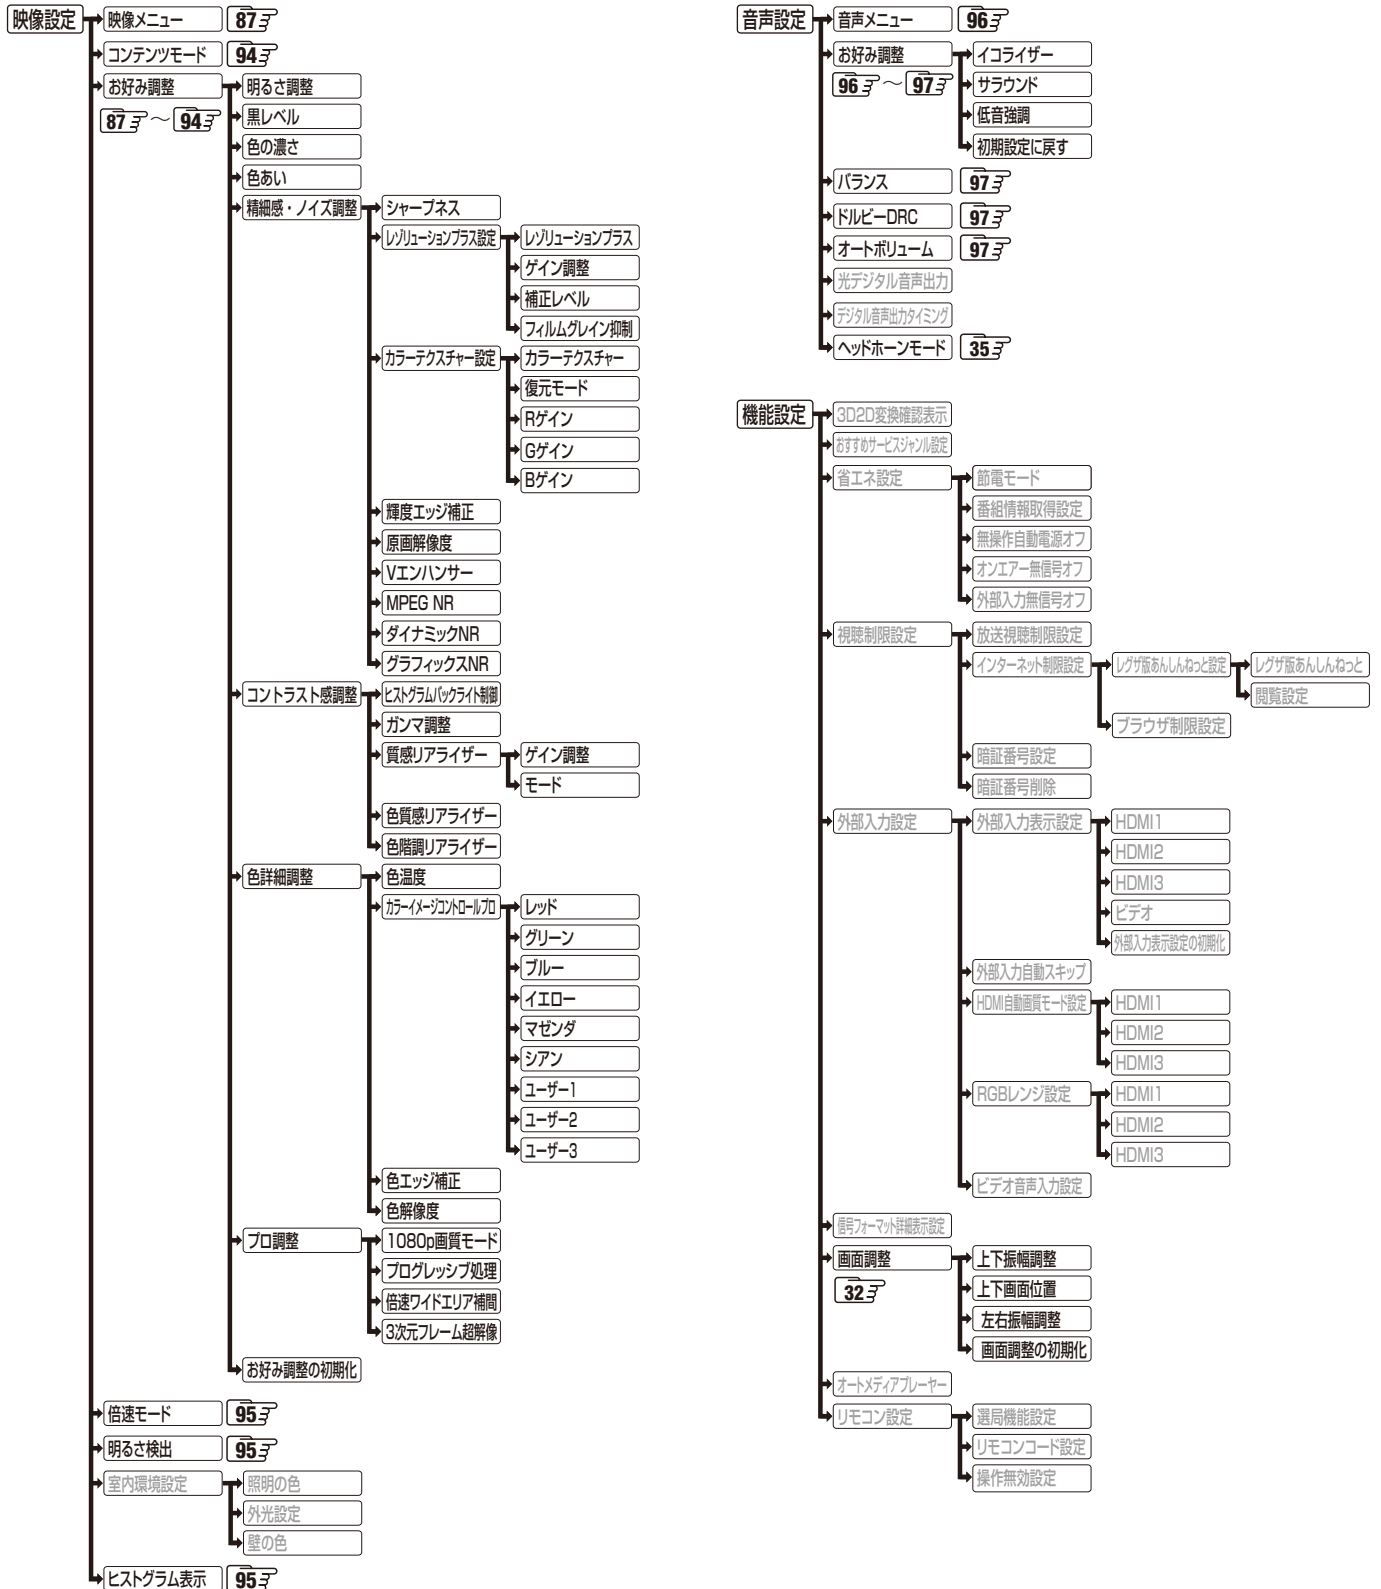 映像設定
映像メニュー 87
コンテンツモード 94
お好み調整
87 ～ 94
明るさ調整
黒レベル
色の濃さ
色あい
精細感・ノイズ調整
シャープネス
レゾリューションプラス設定
レゾリューションプラス
ゲイン調整
補正レベル
フィルムグレイン抑制
カラーテクスチャー設定
カラーテクスチャー
復元モード
Rゲイン
Gゲイン
Bゲイン
輝度エッジ補正
原画解像度
Vエンハンサー
MPEG NR
ダイナミックNR
グラフィックスNR
コントラスト感調整
ヒストグラムバックライト制御
ガンマ調整
質感リアライザー
ゲイン調整
モード
色質感リアライザー
色階調リアライザー
色詳細調整
色温度
カラーイメージコントロールプロ
レッド
グリーン
ブルー
イエロー
マゼンダ
シアン
ユーザー1
ユーザー2
ユーザー3
色エッジ補正
色解像度
プロ調整
1080p画質モード
プログレッシブ処理
倍速ワイドエリア補間
3次元フレーム超解像
お好み調整の初期化
倍速モード 95
明るさ検出 95
室内環境設定
照明の色
外光設定
壁の色
ヒストグラム表示 95
音声設定
音声メニュー 96
お好み調整
96 ～ 97
イコライザー
サラウンド
低音強調
初期設定に戻す
バランス 97
ドルビーDRC 97
オートボリューム 97
光デジタル音声出力
デジタル音声出力タイミング
ヘッドホーンモード 35
機能設定
3D2D変換確認表示
おすすめサービスジャンル設定
省エネ設定
節電モード
番組情報取得設定
無操作自動電源オフ
オンエアー無信号オフ
外部入力無信号オフ
視聴制限設定
放送視聴制限設定
インターネット制限設定
レグザ版あんしんねっと設定
レグザ版あんしんねっと
閲覧設定
ブラウザ制限設定
暗証番号設定
暗証番号削除
外部入力設定
外部入力表示設定
HDMI1
HDMI2
HDMI3
ビデオ
外部入力表示設定の初期化
外部入力自動スキップ
HDMI自動画質モード設定
HDMI1
HDMI2
HDMI3
RGBレンジ設定
HDMI1
HDMI2
HDMI3
ビデオ音声入力設定
信号フォーマット詳細表示設定
画面調整
32
上下振幅調整
上下画面位置
左右振幅調整
画面調整の初期化
オートメディアプレーヤー
リモコン設定
選局機能設定
リモコンコード設定
操作無効設定